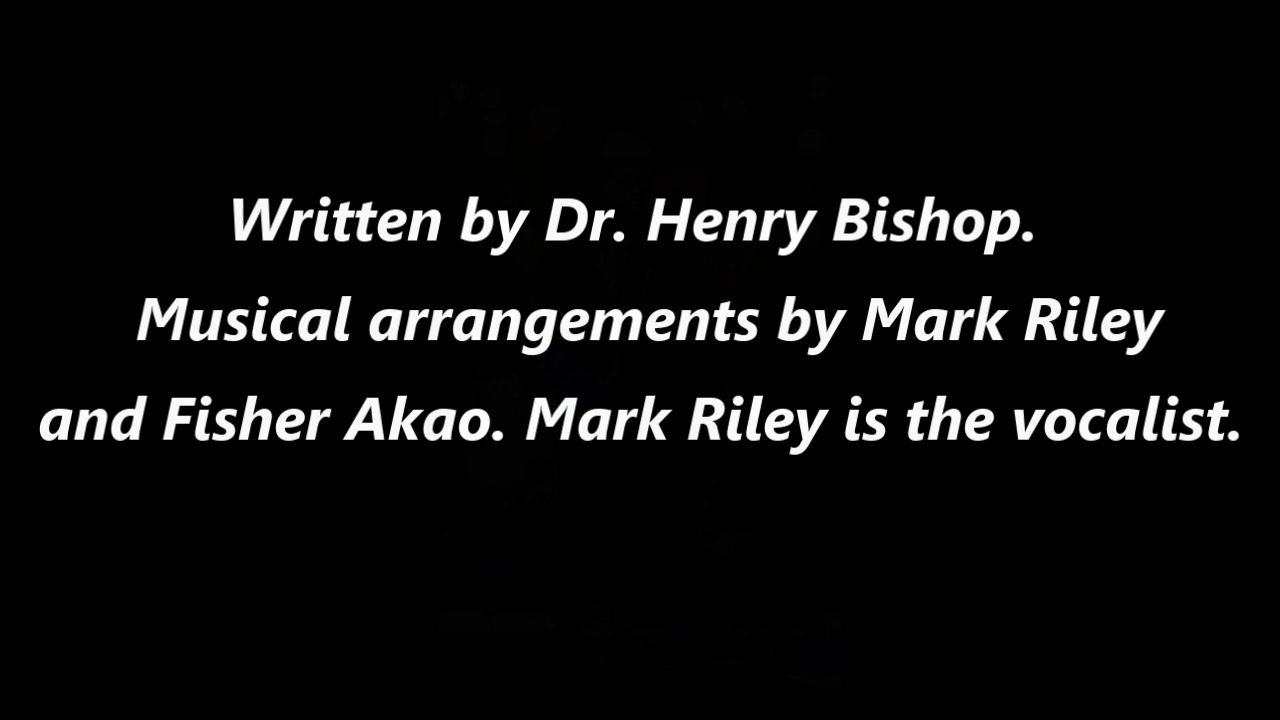 Written by Dr. Henry Bishop.
Musical arrangements by Mark Riley
and Fisher Akao. Mark Riley is the vocalist.